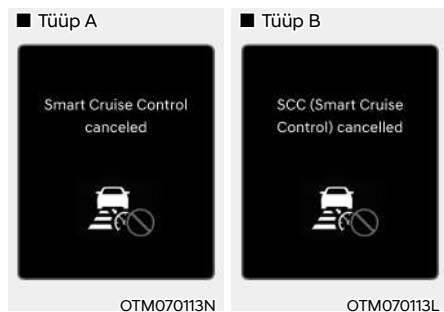 ■ Tüüp A
Smart Cruise Control
canceled
OTM070113N
■ Tüüp B
SCC (Smart Cruise
Control) cancelled
OTM070113L